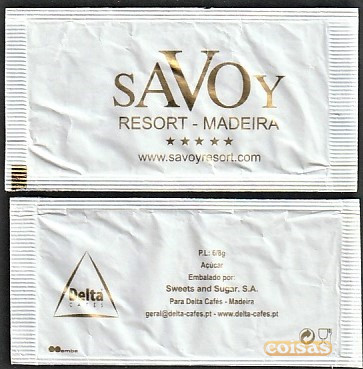 SAVOY
RESORT - MADEIRA
www.savoyresort.com
Delta
CAFÉS
P.L: 6/8g
Açúcar
Embalado por:
Sweets and Sugar, S.A.
Para Delta Cafés - Madeira
geral@delta-cafes.pt - www.delta-cafes.pt
coisas